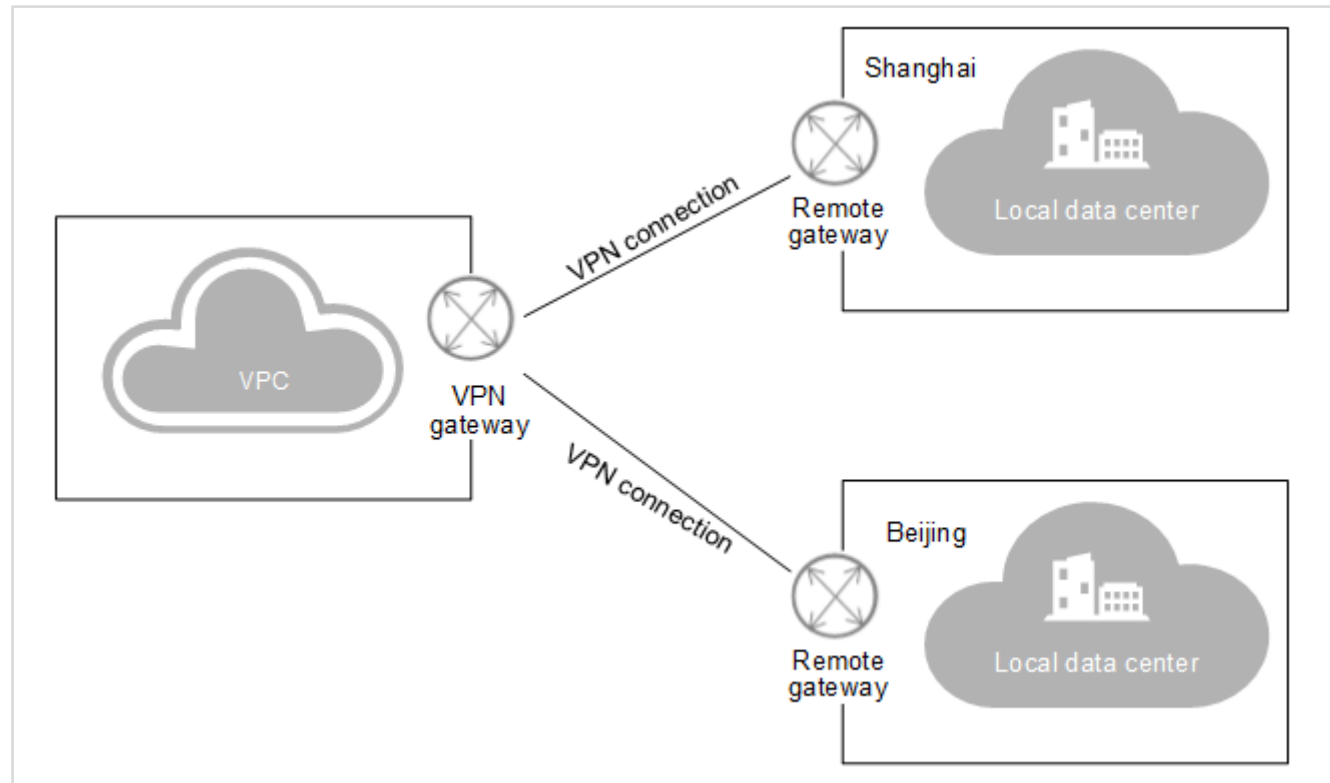 Shanghai
Remote
gateway
Local data center
VPN connection
VPC
VPN
gateway
VPN connection
Beijing
Remote
gateway
Local data center